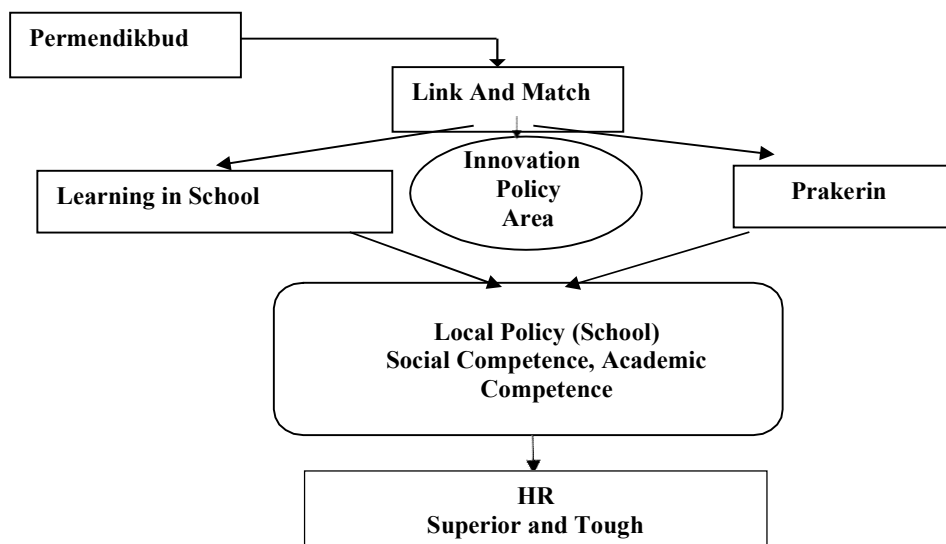 Permendikbud
Link And Match
Innovation
Policy
Area
Learning in School
Prakerin
Local Policy (School)
Social Competence, Academic
Competence
HR
Superior and Tough